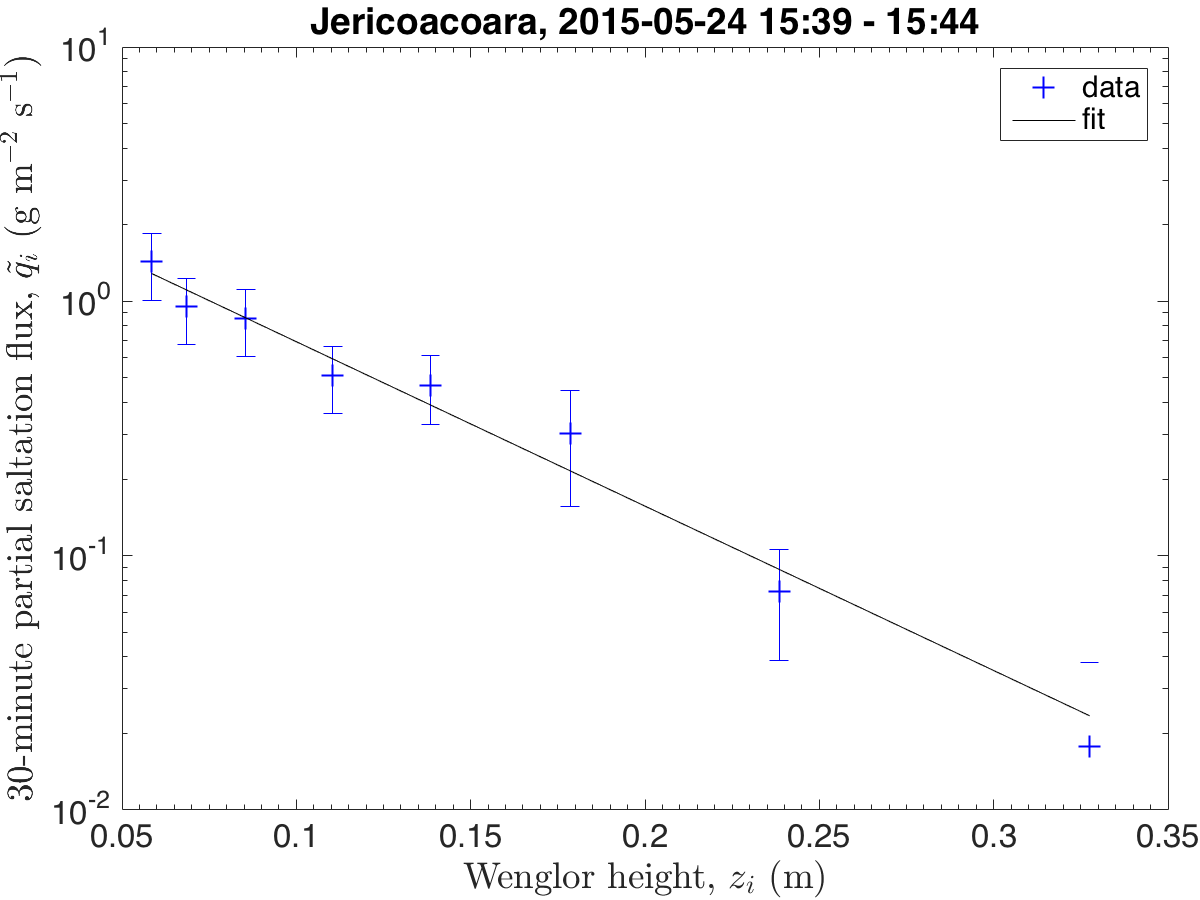 Jericoacoara, 2015-05-24 15:39 - 15:44
data
fit
10^1
10^0
10^-1
10^-2
30-minute partial saltation flux, q̃_i (g m^−2 s^−1)
0.05 0.1 0.15 0.2 0.25 0.3 0.35
Wenglor height, z_i (m)